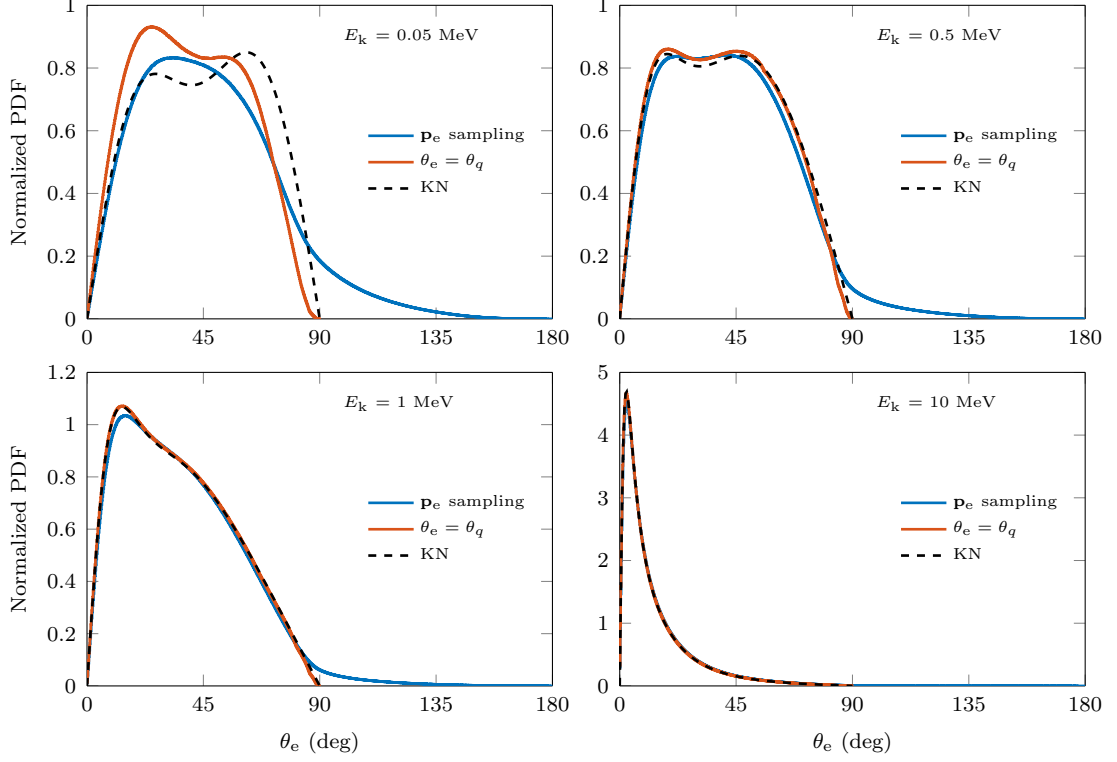 Normalized PDF
1
0.8
0.6
0.4
0.2
0
0 45 90 135 180
E_k = 0.05 MeV
p_e sampling
θ_e = θ_q
KN
1
0.8
0.6
0.4
0.2
0
0 45 90 135 180
E_k = 0.5 MeV
p_e sampling
θ_e = θ_q
KN
Normalized PDF
1.2
1
0.8
0.6
0.4
0.2
0
0 45 90 135 180
θ_e (deg)
E_k = 1 MeV
p_e sampling
θ_e = θ_q
KN
5
4
3
2
1
0
0 45 90 135 180
θ_e (deg)
E_k = 10 MeV
p_e sampling
θ_e = θ_q
KN